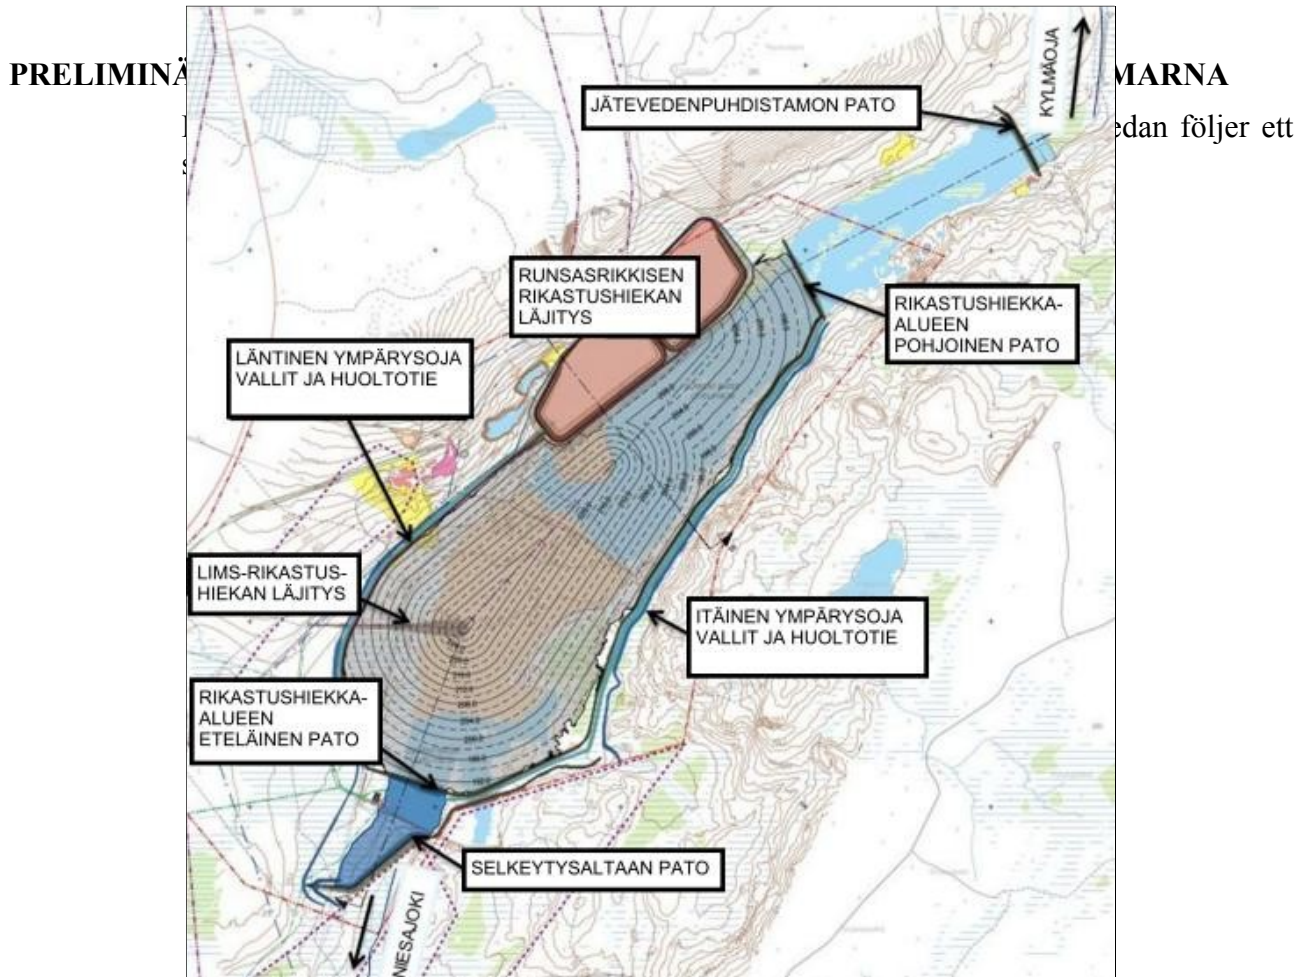 PRELIMINÄ
MARNA
edan följer ett
KYLMÄOJA
JÄTEVEDENPUHDISTAMON PATO
RUNSASRIKKISEN
RIKASTUSHIEKAN
LÄJITYS
RIKASTUSHIEKKA-
ALUEEN
POHJOINEN PATO
LÄNTINEN YMPÄRYSOJA
VALLIT JA HUOLTOTIE
LIMS-RIKASTUS-
HIEKAN LÄJITYS
ITÄINEN YMPÄRYSOJA
VALLIT JA HUOLTOTIE
RIKASTUSHIEKKA-
ALUEEN
ETELÄINEN PATO
SELKEYTYSALTAAN PATO
NIESAJOKI